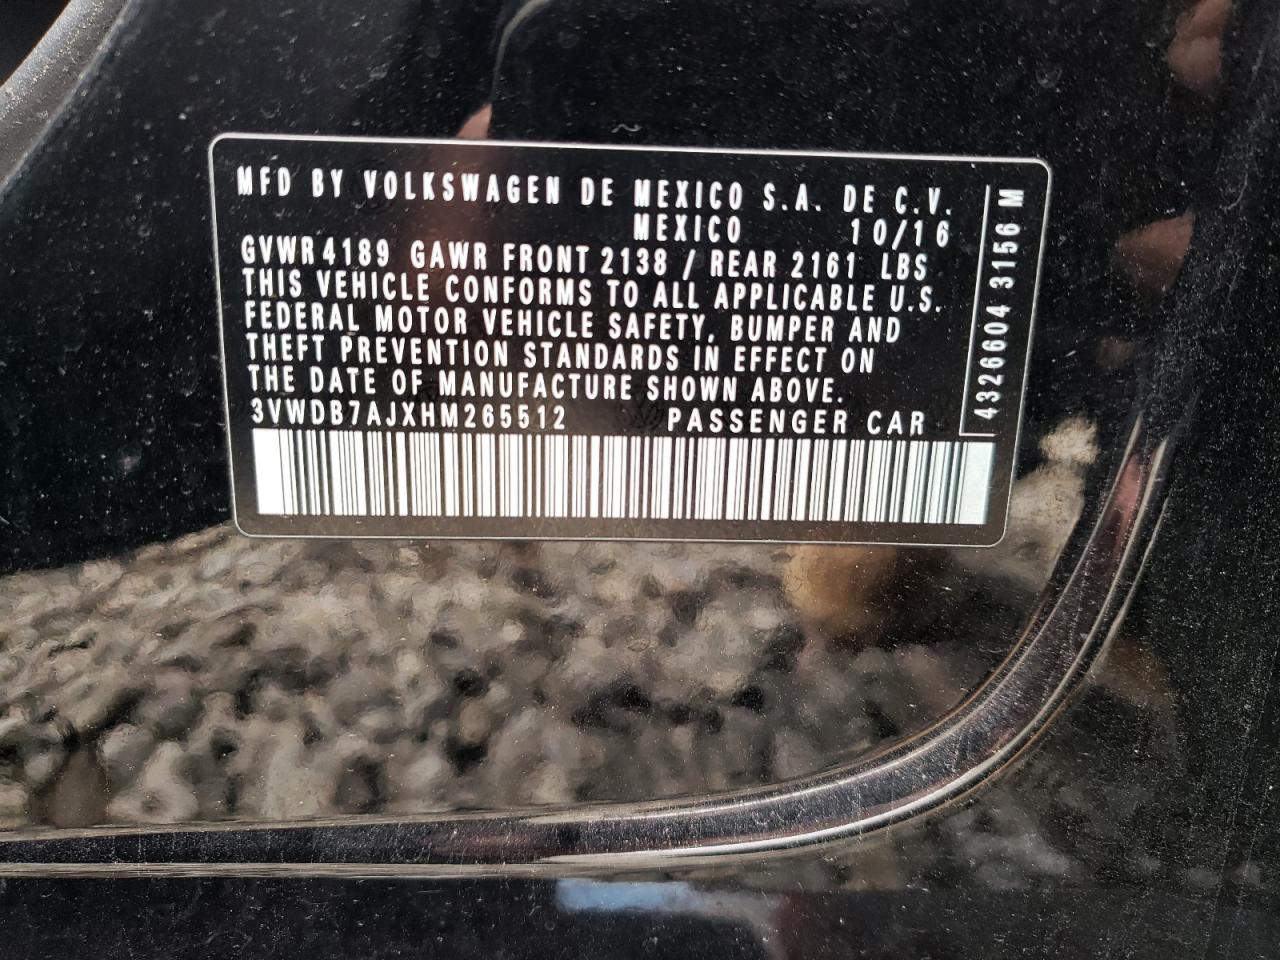 MFD BY VOLKSWAGEN DE MEXICO S.A. DE C.V.
MEXICO 10/16
GVWR 4189 GAWR FRONT 2138 / REAR 2161 LBS
THIS VEHICLE CONFORMS TO ALL APPLICABLE U.S.
FEDERAL MOTOR VEHICLE SAFETY, BUMPER AND
THEFT PREVENTION STANDARDS IN EFFECT ON
THE DATE OF MANUFACTURE SHOWN ABOVE.
3VWDB7AJXHM265512 PASSENGER CAR
4326604 3156 M